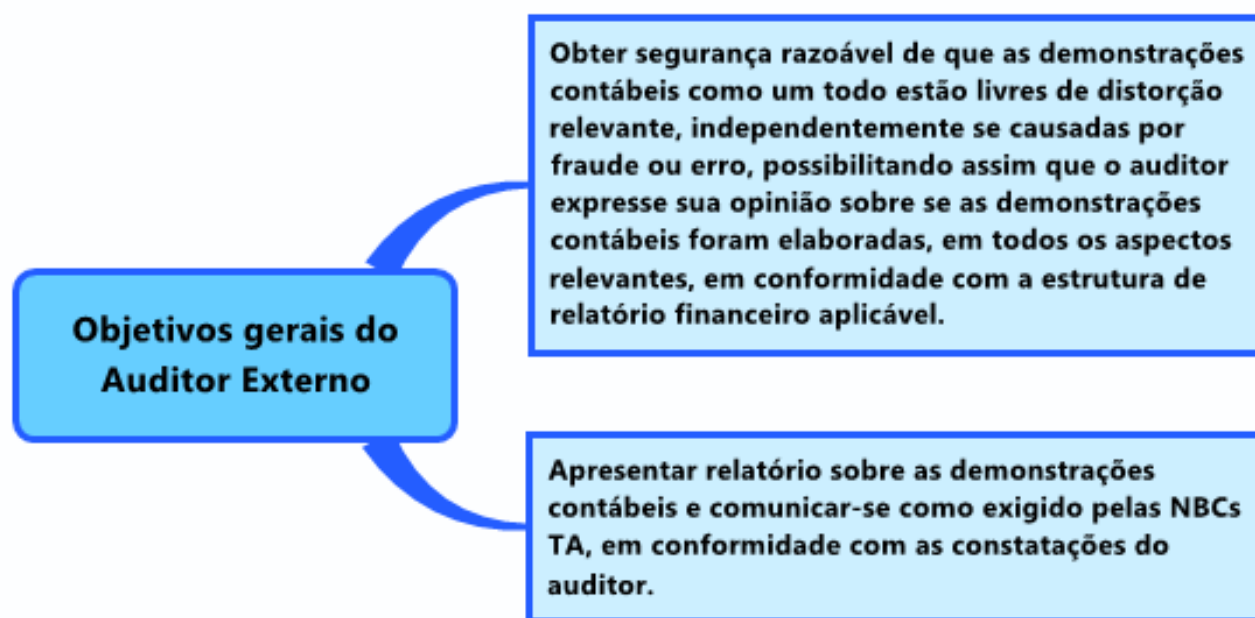 Objetivos gerais do
Auditor Externo
Obter segurança razoável de que as demonstrações
contábeis como um todo estão livres de distorção
relevante, independentemente se causadas por
fraude ou erro, possibilitando assim que o auditor
expresse sua opinião sobre se as demonstrações
contábeis foram elaboradas, em todos os aspectos
relevantes, em conformidade com a estrutura de
relatório financeiro aplicável.
Apresentar relatório sobre as demonstrações
contábeis e comunicar-se como exigido pelas NBCs
TA, em conformidade com as constatações do
auditor.